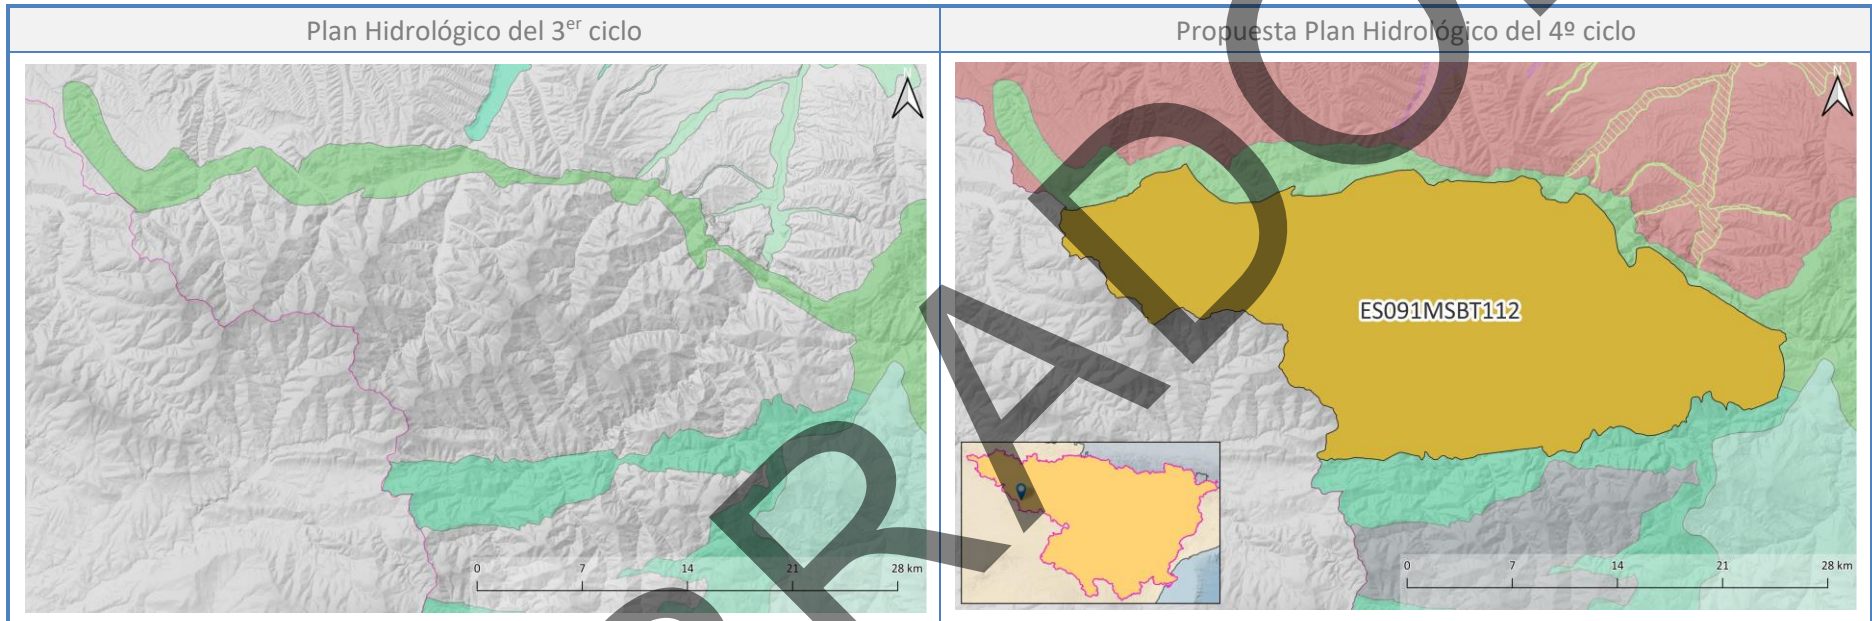 Plan Hidrológico del 3er ciclo
Propuesta Plan Hidrológico del 4º ciclo
N
N
ES091MSBT112
0 7 14 21 28 km
0 7 14 21 28 km
RADO